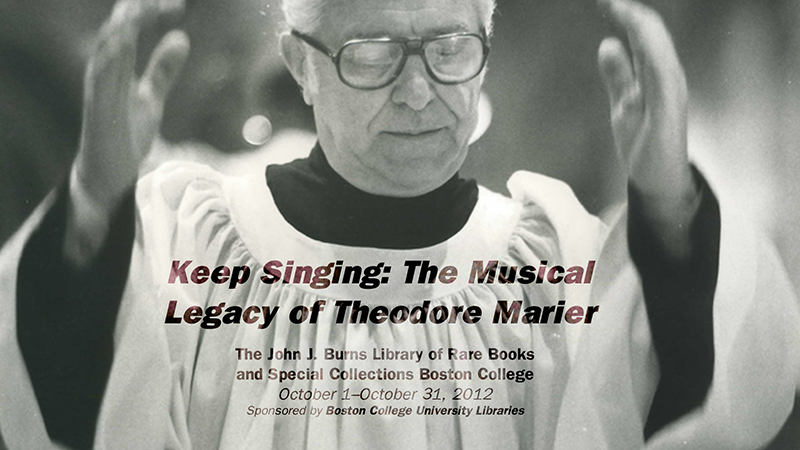 Keep Singing: The Musical
Legacy of Theodore Marier
The John J. Burns Library of Rare Books
and Special Collections Boston College
October 1–October 31, 2012
Sponsored by Boston College University Libraries